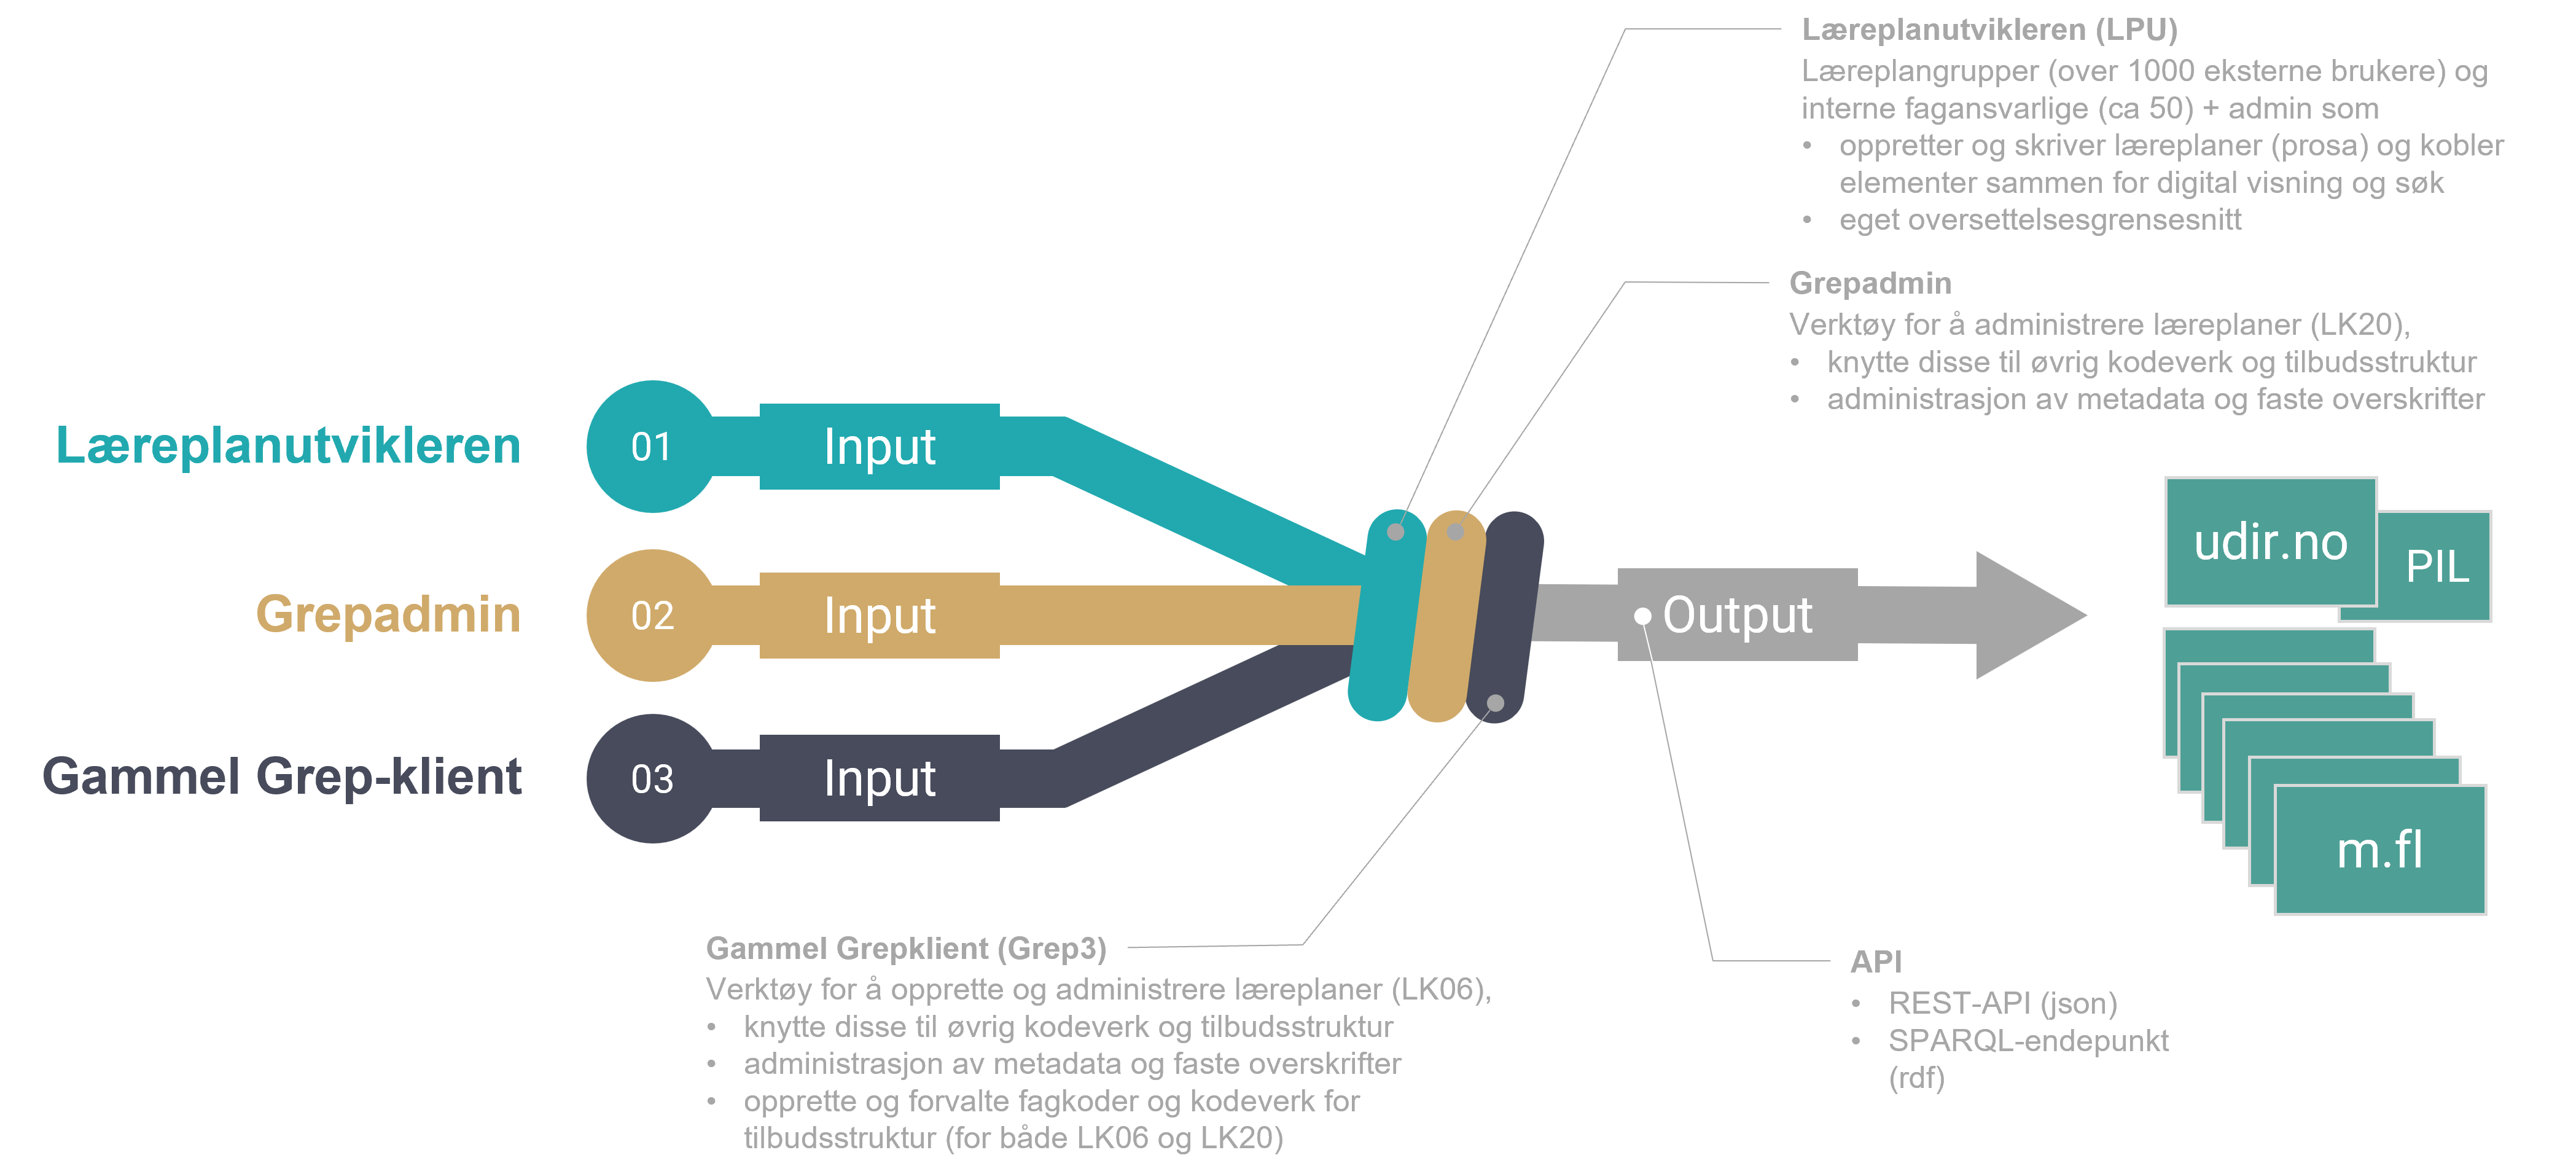 Læreplanutvikleren (LPU)
Læreplangrupper (over 1000 eksterne brukere) og
interne fagansvarlige (ca 50) + admin som
• oppretter og skriver læreplaner (prosa) og kobler
elementer sammen for digital visning og søk
• eget oversettelsesgrensesnitt
Grepadmin
Verktøy for å administrere læreplaner (LK20),
• knytte disse til øvrig kodeverk og tilbudsstruktur
• administrasjon av metadata og faste overskrifter
Læreplanutvikleren
01
Input
Grepadmin
02
Input
Gammel Grep-klient
03
Input
Output
udir.no
PIL
m.fl
Gammel Grepklient (Grep3)
Verktøy for å opprette og administrere læreplaner (LK06),
• knytte disse til øvrig kodeverk og tilbudsstruktur
• administrasjon av metadata og faste overskrifter
• opprette og forvalte fagkoder og kodeverk for
tilbudsstruktur (for både LK06 og LK20)
API
• REST-API (json)
• SPARQL-endepunkt
(rdf)